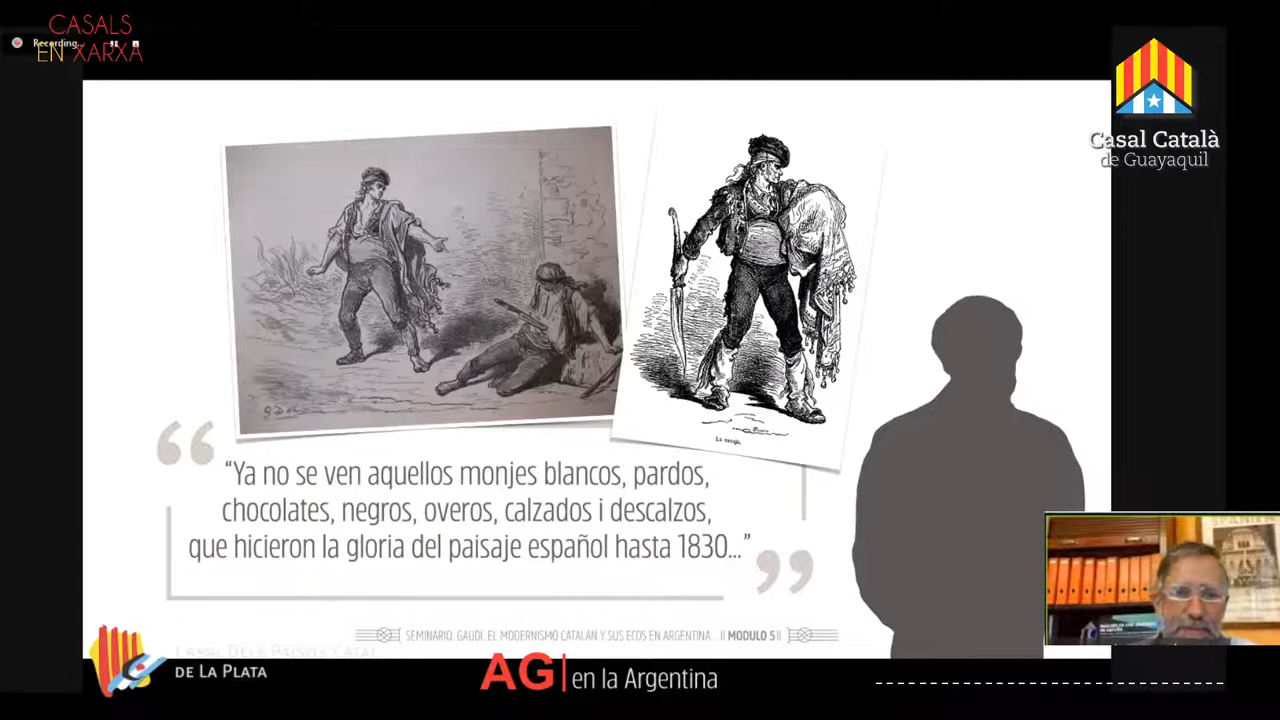 CASALS
EN XARXA
Recording...
Casal Català
de Guayaquil
La navaja.
“Ya no se ven aquellos monjes blancos, pardos,
chocolates, negros, overos, calzados i descalzos,
que hicieron la gloria del paisaje español hasta 1830...”
GAUDÍ. EL MODERNISMO CATALÁN Y SUS ECOS EN ARGENTINA. || MODULO 5 ||
DE LA PLATA
AG| en la Argentina